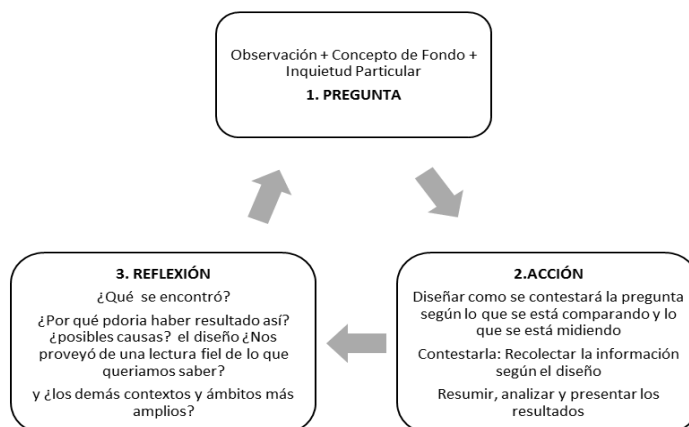 Observación + Concepto de Fondo +
Inquietud Particular
1. PREGUNTA
2.ACCIÓN
Diseñar como se contestará la pregunta
según lo que se está comparando y lo
que se está midiendo
Contestarla: Recolectar la información
según el diseño
Resumir, analizar y presentar los
resultados
3. REFLEXIÓN
¿Qué se encontró?
¿Por qué pdoria haber resultado así?
¿posibles causas? el diseño ¿Nos
proveyó de una lectura fiel de lo que
queriamos saber?
y ¿los demás contextos y ámbitos más
amplios?